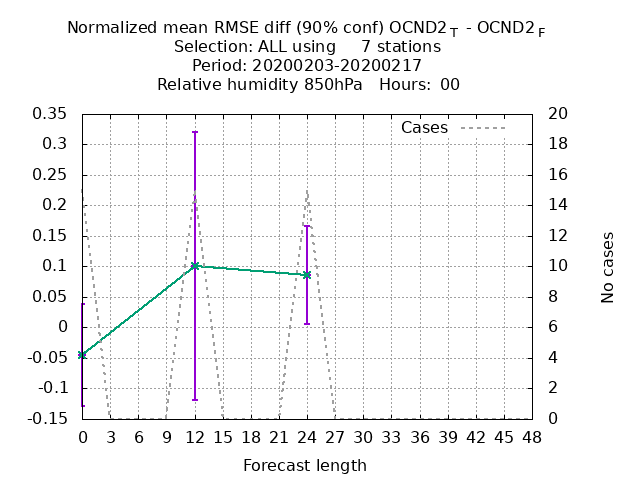 Normalized mean RMSE diff (90% conf) OCND2 T - OCND2 F
Selection: ALL using 7 stations
Period: 20200203-20200217
Relative humidity 850hPa Hours: 00
0.35
0.3
0.25
0.2
0.15
0.1
0.05
0
-0.05
-0.1
-0.15
Cases
20
18
16
14
12
10
8
6
4
2
0
No cases
0 3 6 9 12 15 18 21 24 27 30 33 36 39 42 45 48
Forecast length